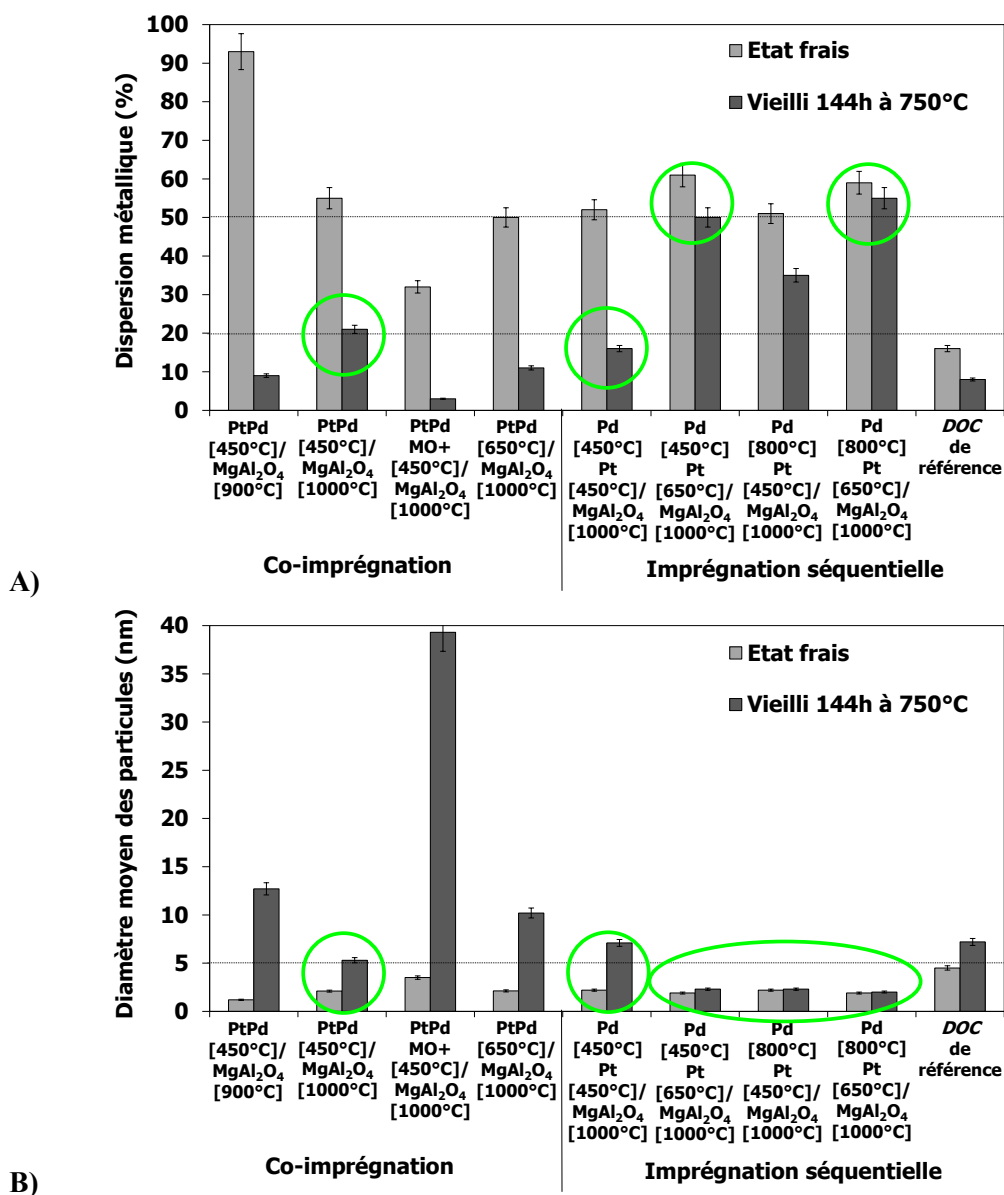 100
90
80
70
60
50
40
30
20
10
0
Dispersion métallique (%)
Etat frais
Vieilli 144h à 750°C
PtPd
[450°C]/
MgAl₂O₄
[900°C]
PtPd
[450°C]/
MgAl₂O₄
[1000°C]
PtPd
MO+
[450°C]/
MgAl₂O₄
[1000°C]
PtPd
[650°C]/
MgAl₂O₄
[1000°C]
Pd
[450°C]
Pt
[450°C]/
MgAl₂O₄
[1000°C]
Pd
[450°C]
Pt
[650°C]/
MgAl₂O₄
[1000°C]
Pd
[800°C]
Pt
[450°C]/
MgAl₂O₄
[1000°C]
Pd
[800°C]
Pt
[650°C]/
MgAl₂O₄
[1000°C]
DOC
de
référence
Co-imprégnation
Imprégnation séquentielle
A)
40
35
30
25
20
15
10
5
0
Diamètre moyen des particules (nm)
Etat frais
Vieilli 144h à 750°C
PtPd
[450°C]/
MgAl₂O₄
[900°C]
PtPd
[450°C]/
MgAl₂O₄
[1000°C]
PtPd
MO+
[450°C]/
MgAl₂O₄
[1000°C]
PtPd
[650°C]/
MgAl₂O₄
[1000°C]
Pd
[450°C]
Pt
[450°C]/
MgAl₂O₄
[1000°C]
Pd
[450°C]
Pt
[650°C]/
MgAl₂O₄
[1000°C]
Pd
[800°C]
Pt
[450°C]/
MgAl₂O₄
[1000°C]
Pd
[800°C]
Pt
[650°C]/
MgAl₂O₄
[1000°C]
DOC
de
référence
Co-imprégnation
Imprégnation séquentielle
B)